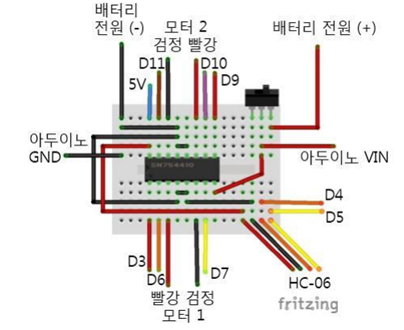 배터리
전원 (-)
모터 2
검정 빨강
배터리 전원 (+)
D11
D10
5V
D9
아두이노
GND
SN754410
아두이노 VIN
D4
D5
D3
D6
D7
빨강 검정
모터 1
HC-06
fritzing